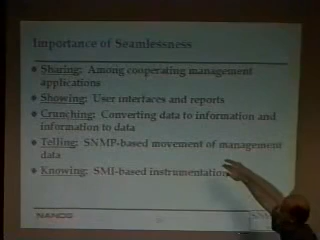 Importance of Seamlessness
Sharing: Among cooperating management
applications
Showing: User interfaces and reports
Crunching: Converting data to information and
information to data
Telling: SNMP-based movement of management
data
Knowing: SMI-based instrumentation
NANOG